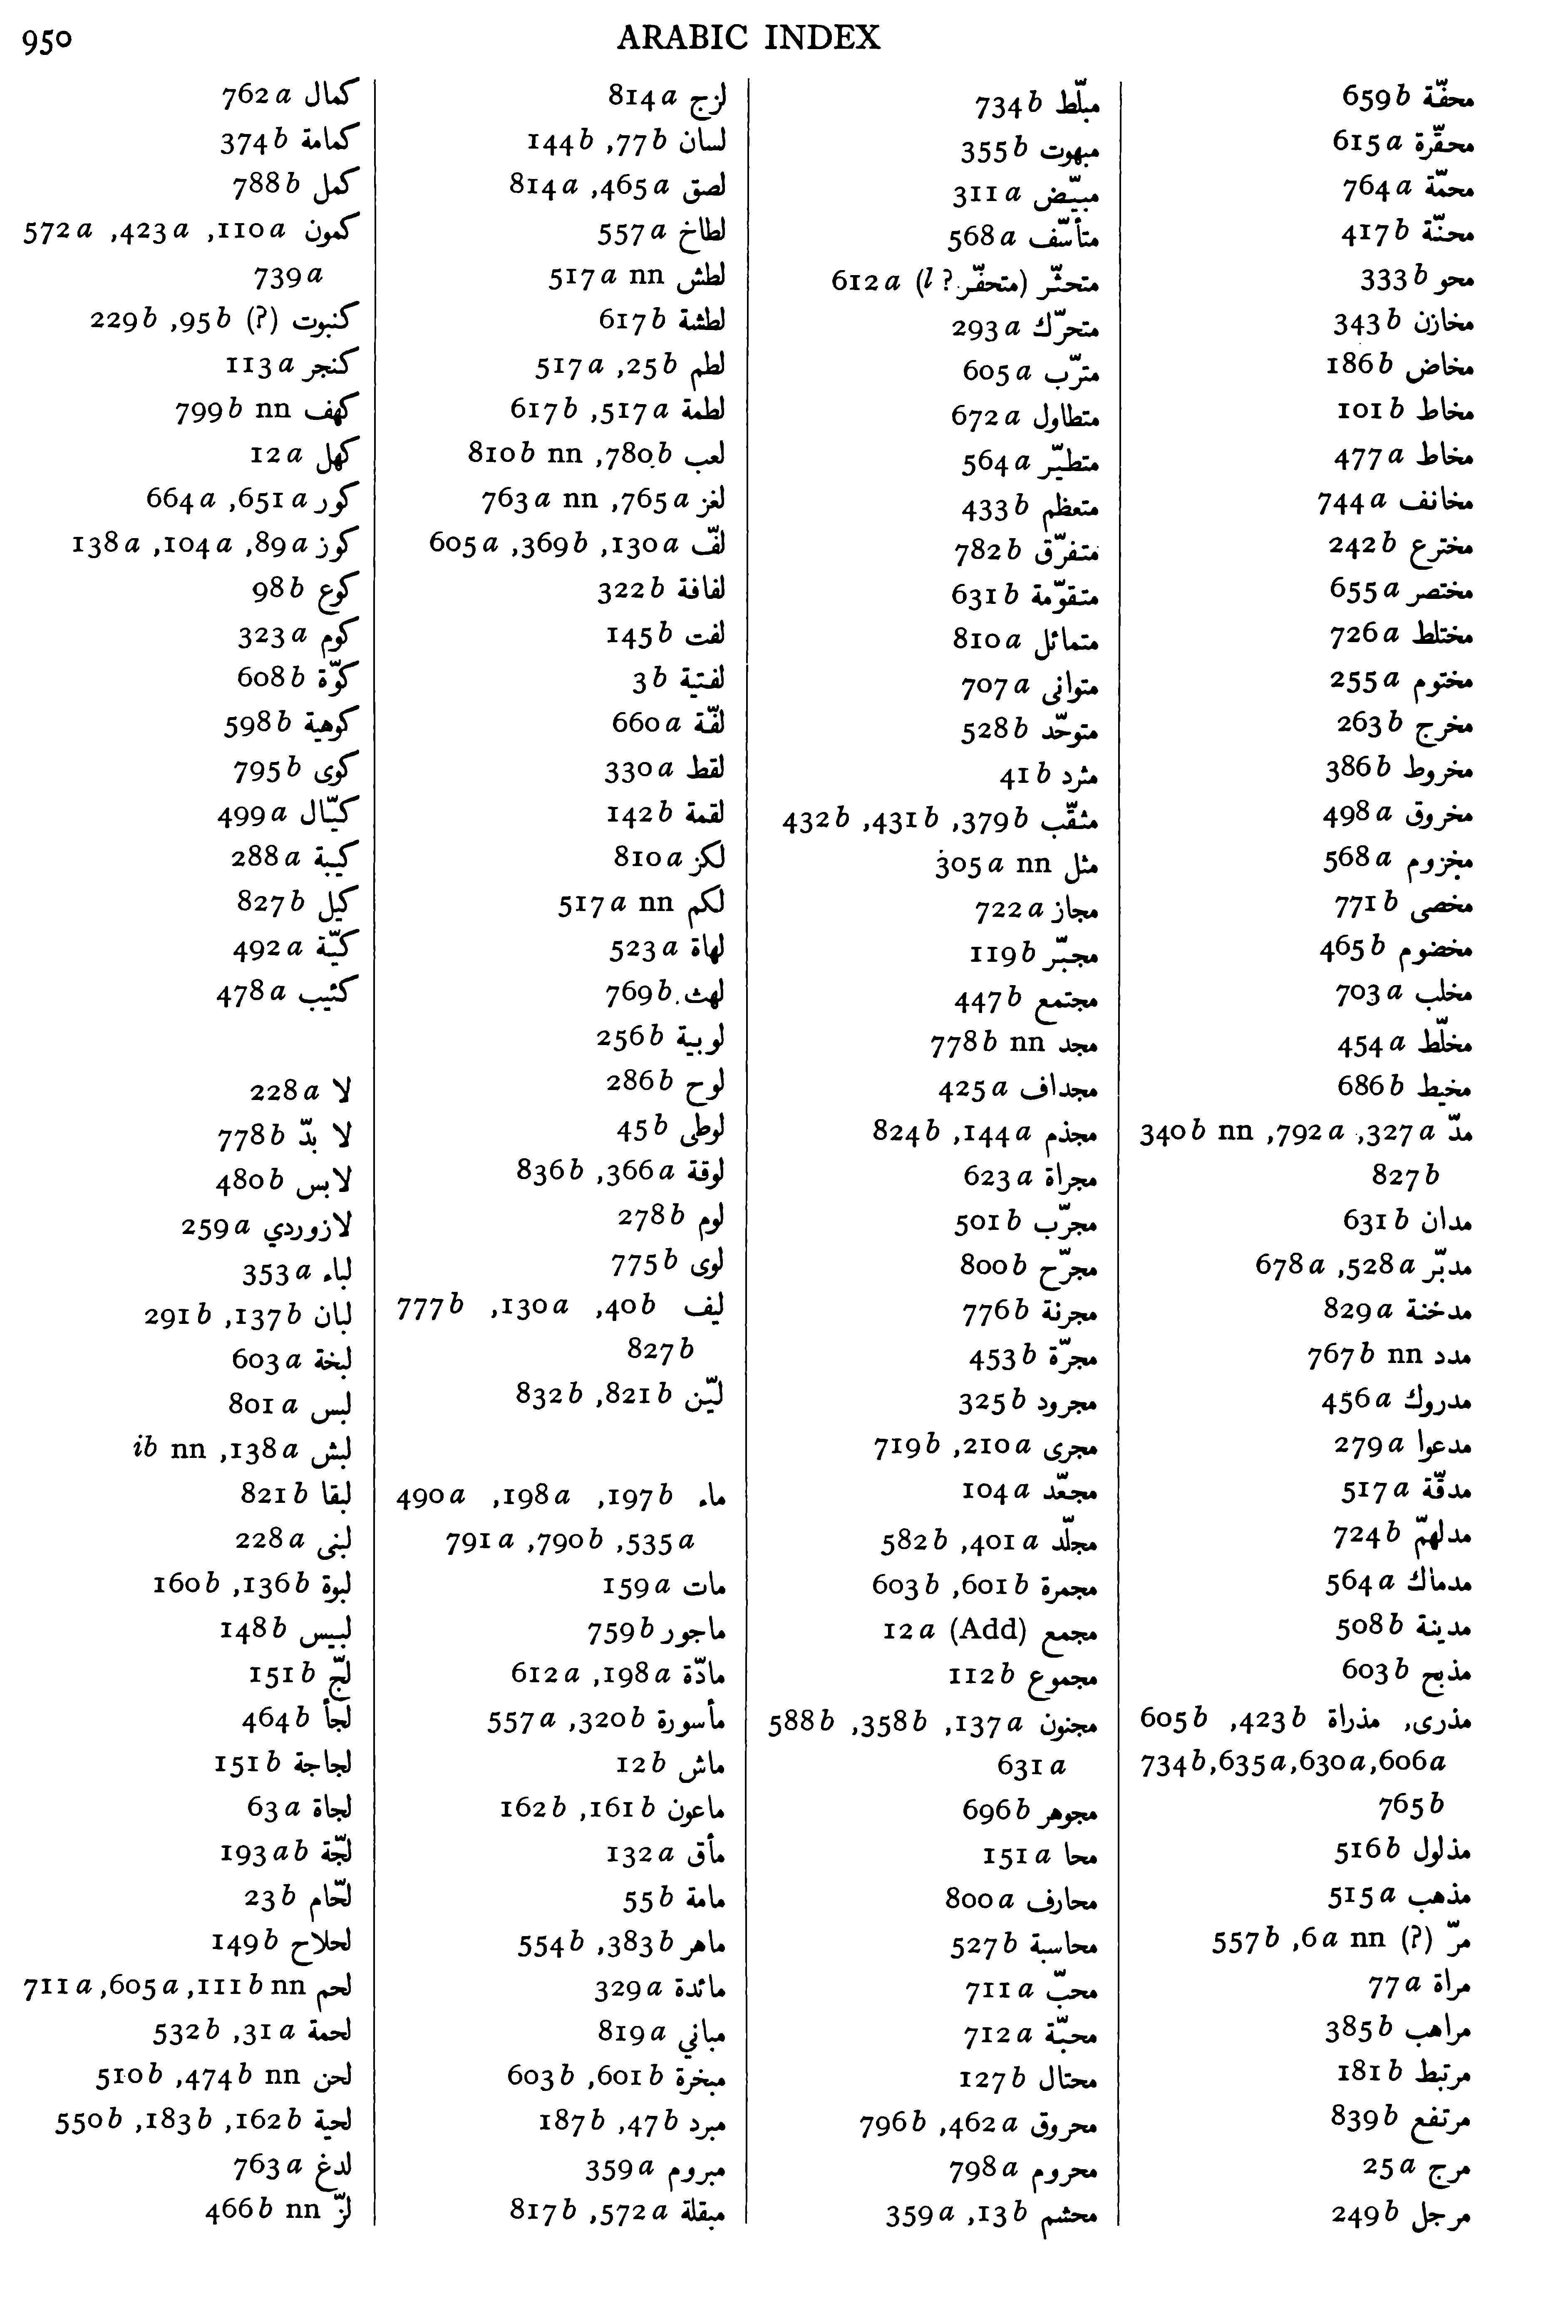 950
ARABIC INDEX
كمال 762 a
كمامة 374 b
كمل 788 b
كمون 110 a, 423 a, 572 a
739 a
كنبوت (?) 95 b, 229 b
كنجر 113 a
كهف 799 b nn
كهل 12 a
كور 651 a, 664 a
كوز 89 a, 104 a, 138 a
كوع 98 b
كوم 323 a
كوّة 608 b
كوهية 598 b
كوى 795 b
كيّال 499 a
كيبة 288 a
كيل 827 b
كيّة 492 a
كئيب 478 a
لا 228 a
لا بدّ 778 b
لابس 480 b
لازوردي 259 a
لباء 353 a
لبان 137 b, 291 b
لبخة 603 a
لبس 801 a
لبش 138 a, ib nn
لبقا 821 b
لبنى 228 a
لبوة 136 b, 160 b
لبيس 148 b
لجّ 151 b
لجأ 464 b
لجاجة 151 b
لجاة 63 a
لجّة 193 a b
لحّام 23 b
لحلاح 149 b
لحم 111 b nn, 605 a, 711 a
لحمة 31 a, 532 b
لحن 474 b nn, 510 b
لحية 162 b, 183 b, 550 b
لدغ 763 a
لزّ 466 b nn
لزج 814 a
لسان 77 b, 144 b
لصق 465 a, 814 a
لطاخ 557 a
لطش 517 a nn
لطشة 617 b
لطم 25 b, 517 a
لطمة 517 a, 617 b
لعب 780 b, 810 b nn
لغز 765 a, 763 a nn
لفّ 130 a, 369 b, 605 a
لفافة 322 b
لفت 145 b
لفتية 3 b
لفّة 660 a
لقط 330 a
لقمة 142 b
لكز 810 a
لكم 517 a nn
لهاة 523 a
لهث 769 b
لوبية 256 b
لوح 286 b
لوطى 45 b
لوقة 366 a, 836 b
لوم 278 b
لوى 775 b
ليف 40 b, 130 a, 777 b
827 b
ليّن 821 b, 832 b
ماء 197 b, 198 a, 490 a
535 a, 790 b, 791 a
مات 159 a
ماجور 759 b
مادّة 198 a, 612 a
مأسورة 320 b, 557 a
ماش 12 b
ماعون 161 b, 162 b
مأق 132 a
مامة 55 b
ماهر 383 b, 554 b
مائدة 329 a
مباني 819 a
مبخرة 601 b, 603 b
مبرد 47 b, 187 b
مبروم 359 a
مبقلة 572 a, 817 b
مبلّط 734 b
مبهوت 355 b
مبيّض 311 a
متأسّف 568 a
متحثّر (متحفّر ? l) 612 a
متحرّك 293 a
مترّب 605 a
متطاول 672 a
متطيّر 564 a
متعظم 433 b
متفرّق 782 b
متقوّمة 631 b
متمائل 810 a
متوانى 707 a
متوحّد 528 b
مثرد 41 b
مثقّب 379 b, 431 b, 432 b
مثل 305 a nn
مجاز 722 a
مجبّر 119 b
مجتمع 447 b
مجد 778 b nn
مجداف 425 a
مجذم 144 a, 824 b
مجراة 623 a
مجرّب 501 b
مجرّح 800 b
مجرنة 776 b
مجرّة 453 b
مجرود 325 b
مجرى 210 a, 719 b
مجعّد 104 a
مجلّد 401 a, 582 b
مجمرة 601 b, 603 b
مجمع 12 a (Add)
مجموع 112 b
مجنون 137 a, 358 b, 588 b
631 a
مجوهر 696 b
محا 151 a
محارف 800 a
محاسبة 527 b
محبّ 711 a
محبّة 712 a
محتال 127 b
محروق 462 a, 796 b
محروم 798 a
محشم 13 b, 359 a
محفّة 659 b
محقّرة 615 a
محمّة 764 a
محنّة 417 b
محو 333 b
مخازن 343 b
مخاض 186 b
مخاط 101 b
مخاط 477 a
مخانف 744 a
مخترع 242 b
مختصر 655 a
مختلط 726 a
مختوم 255 a
مخرج 263 b
مخروط 386 b
مخروق 498 a
مخزوم 568 a
مخصى 771 b
مخضوم 465 b
مخلب 703 a
مخلّط 454 a
مخيط 686 b
مدّ 327 a, 792 a, 340 b nn
827 b
مدان 631 b
مدبّر 528 a, 678 a
مدخنة 829 a
مدد 767 b nn
مدروك 456 a
مدعوا 279 a
مدقّة 517 a
مدلهمّ 724 b
مدماك 564 a
مدينة 508 b
مذبح 603 b
مذرى, مذراة 423 b, 605 b
606 a, 630 a, 635 a, 734 b
765 b
مذلول 516 b
مذهب 515 a
مرّ (?) 6 a nn, 557 b
مراة 77 a
مراهب 385 b
مرتبط 181 b
مرتفع 839 b
مرج 25 a
مرجل 249 b